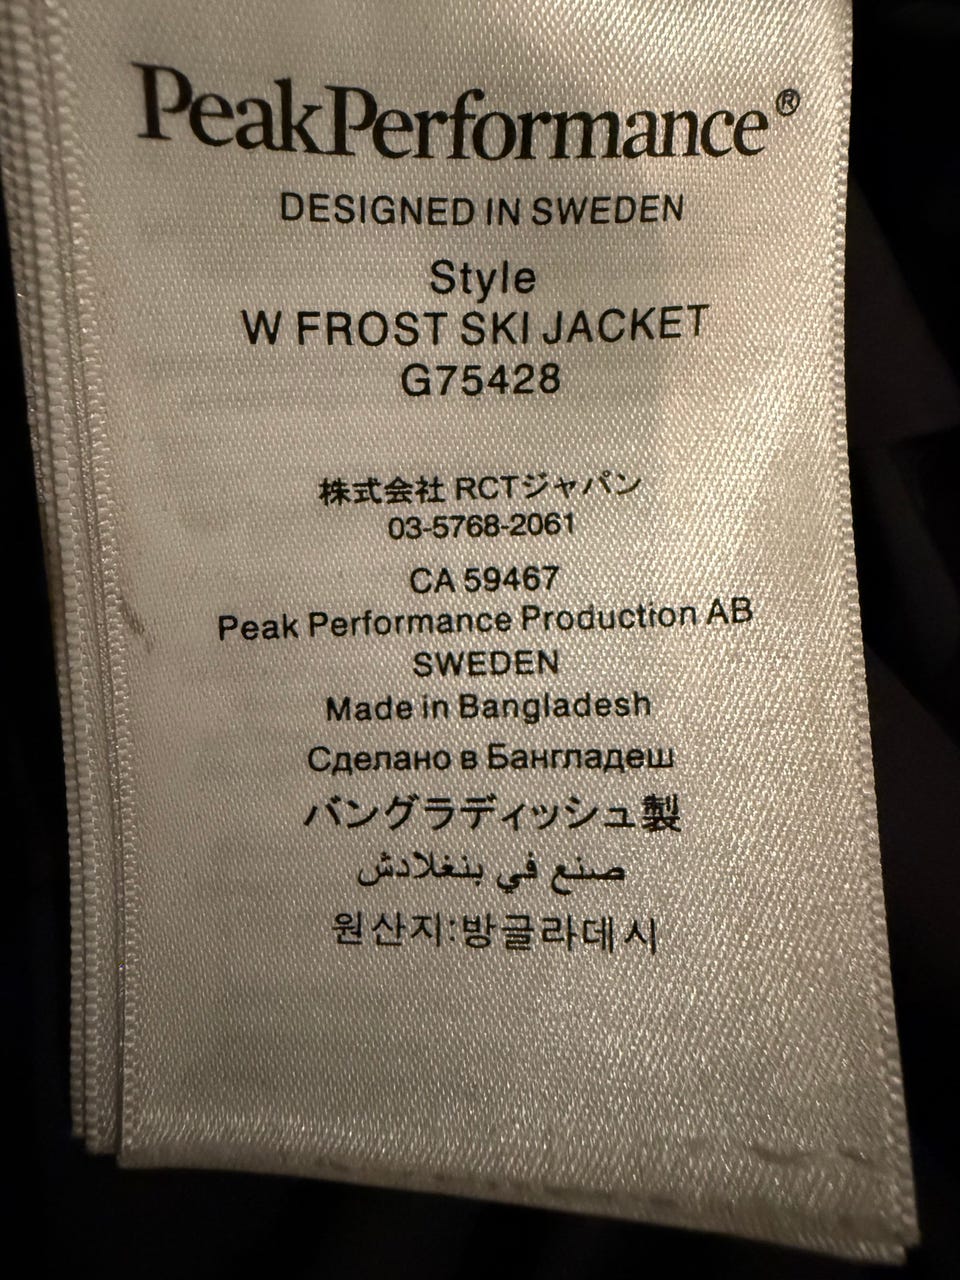 PeakPerformance®
DESIGNED IN SWEDEN
Style
W FROST SKI JACKET
G75428
株式会社 RCTジャパン
03-5768-2061
CA 59467
Peak Performance Production AB
SWEDEN
Made in Bangladesh
Сделано в Бангладеш
バングラディッシュ製
صنع في بنغلادش
원산지:방글라데시